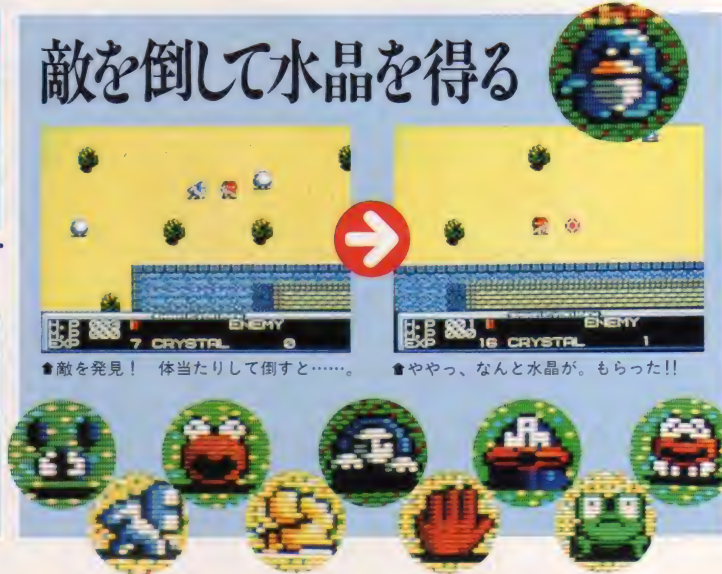 敵を倒して水晶を得る
H.P
ENEMY
EXP 7 CRYSTAL 0
H.P
ENEMY
EXP 16 CRYSTAL 1
⬆敵を発見! 体当たりして倒すと……。
⬆ややっ、なんと水晶が。もらった!!